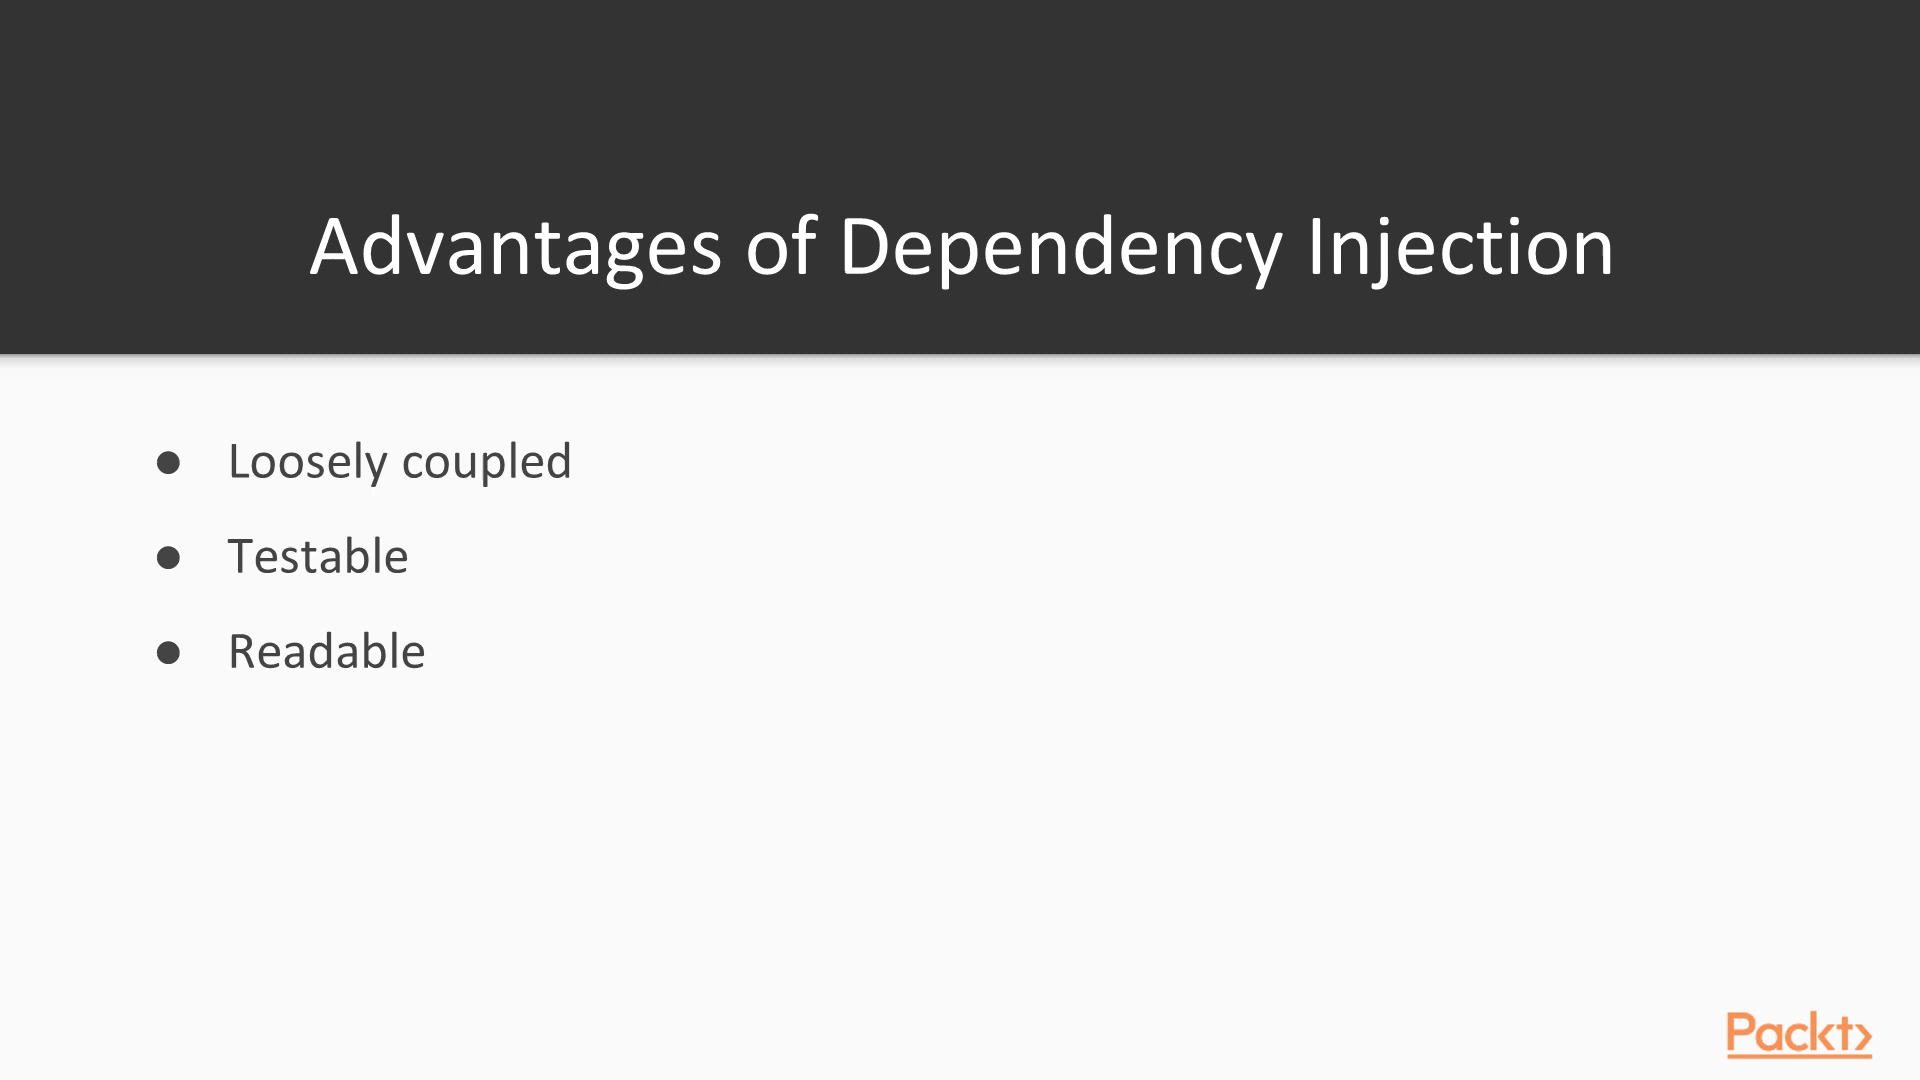 Advantages of Dependency Injection
● Loosely coupled
● Testable
● Readable
Packt>